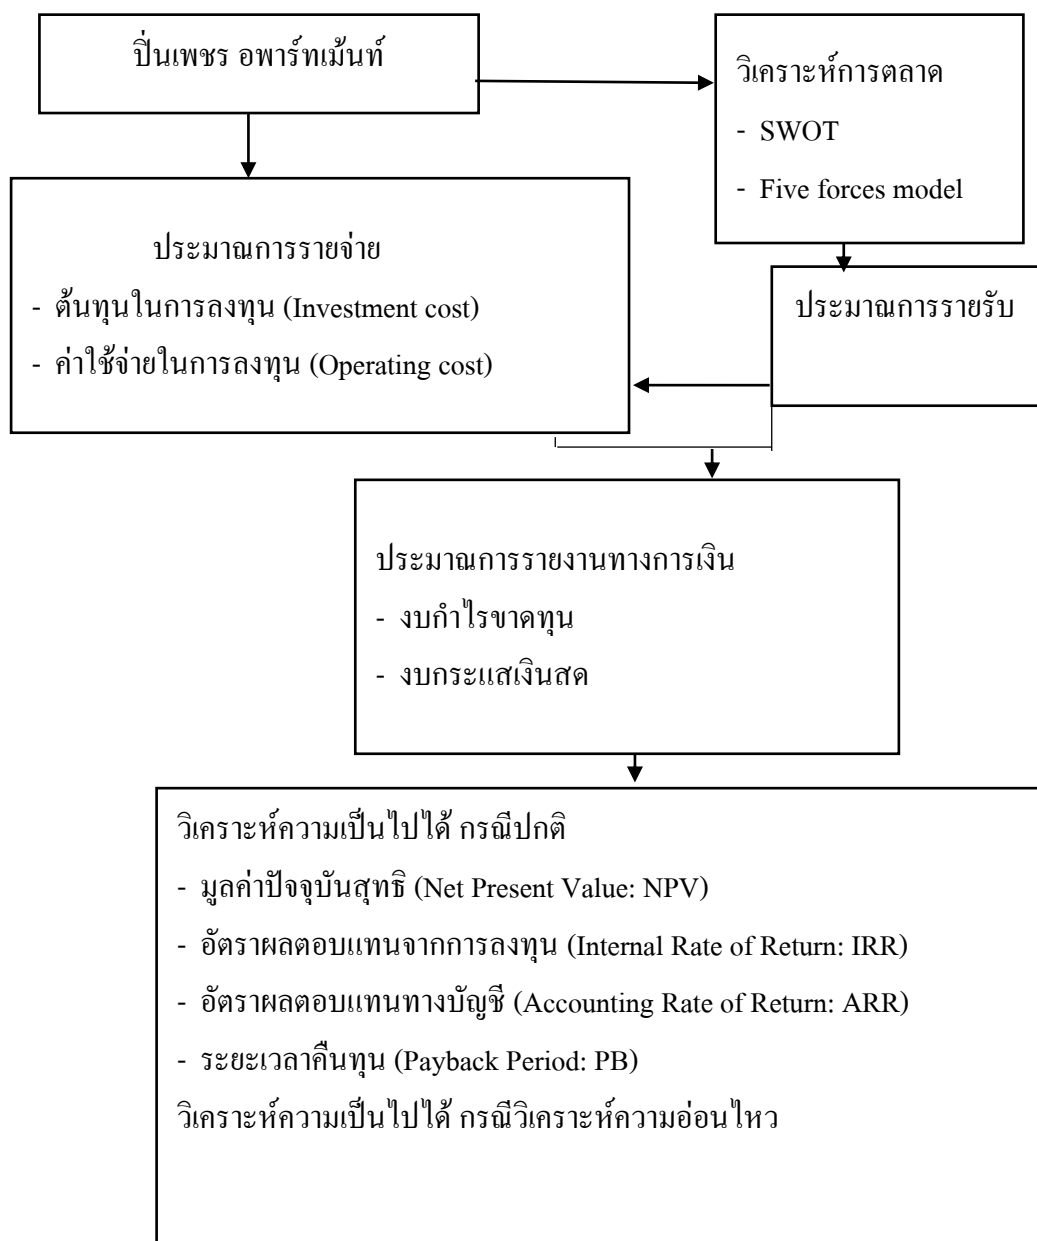 ปิ่นเพชร อพาร์ทเม้นท์
วิเคราะห์การตลาด
- SWOT
- Five forces model
ประมาณการรายจ่าย
- ต้นทุนในการลงทุน (Investment cost)
- ค่าใช้จ่ายในการลงทุน (Operating cost)
ประมาณการรายรับ
ประมาณการรายงานทางการเงิน
- งบกำไรขาดทุน
- งบกระแสเงินสด
วิเคราะห์ความเป็นไปได้ กรณีปกติ
- มูลค่าปัจจุบันสุทธิ (Net Present Value: NPV)
- อัตราผลตอบแทนจากการลงทุน (Internal Rate of Return: IRR)
- อัตราผลตอบแทนทางบัญชี (Accounting Rate of Return: ARR)
- ระยะเวลาคืนทุน (Payback Period: PB)
วิเคราะห์ความเป็นไปได้ กรณีวิเคราะห์ความอ่อนไหว